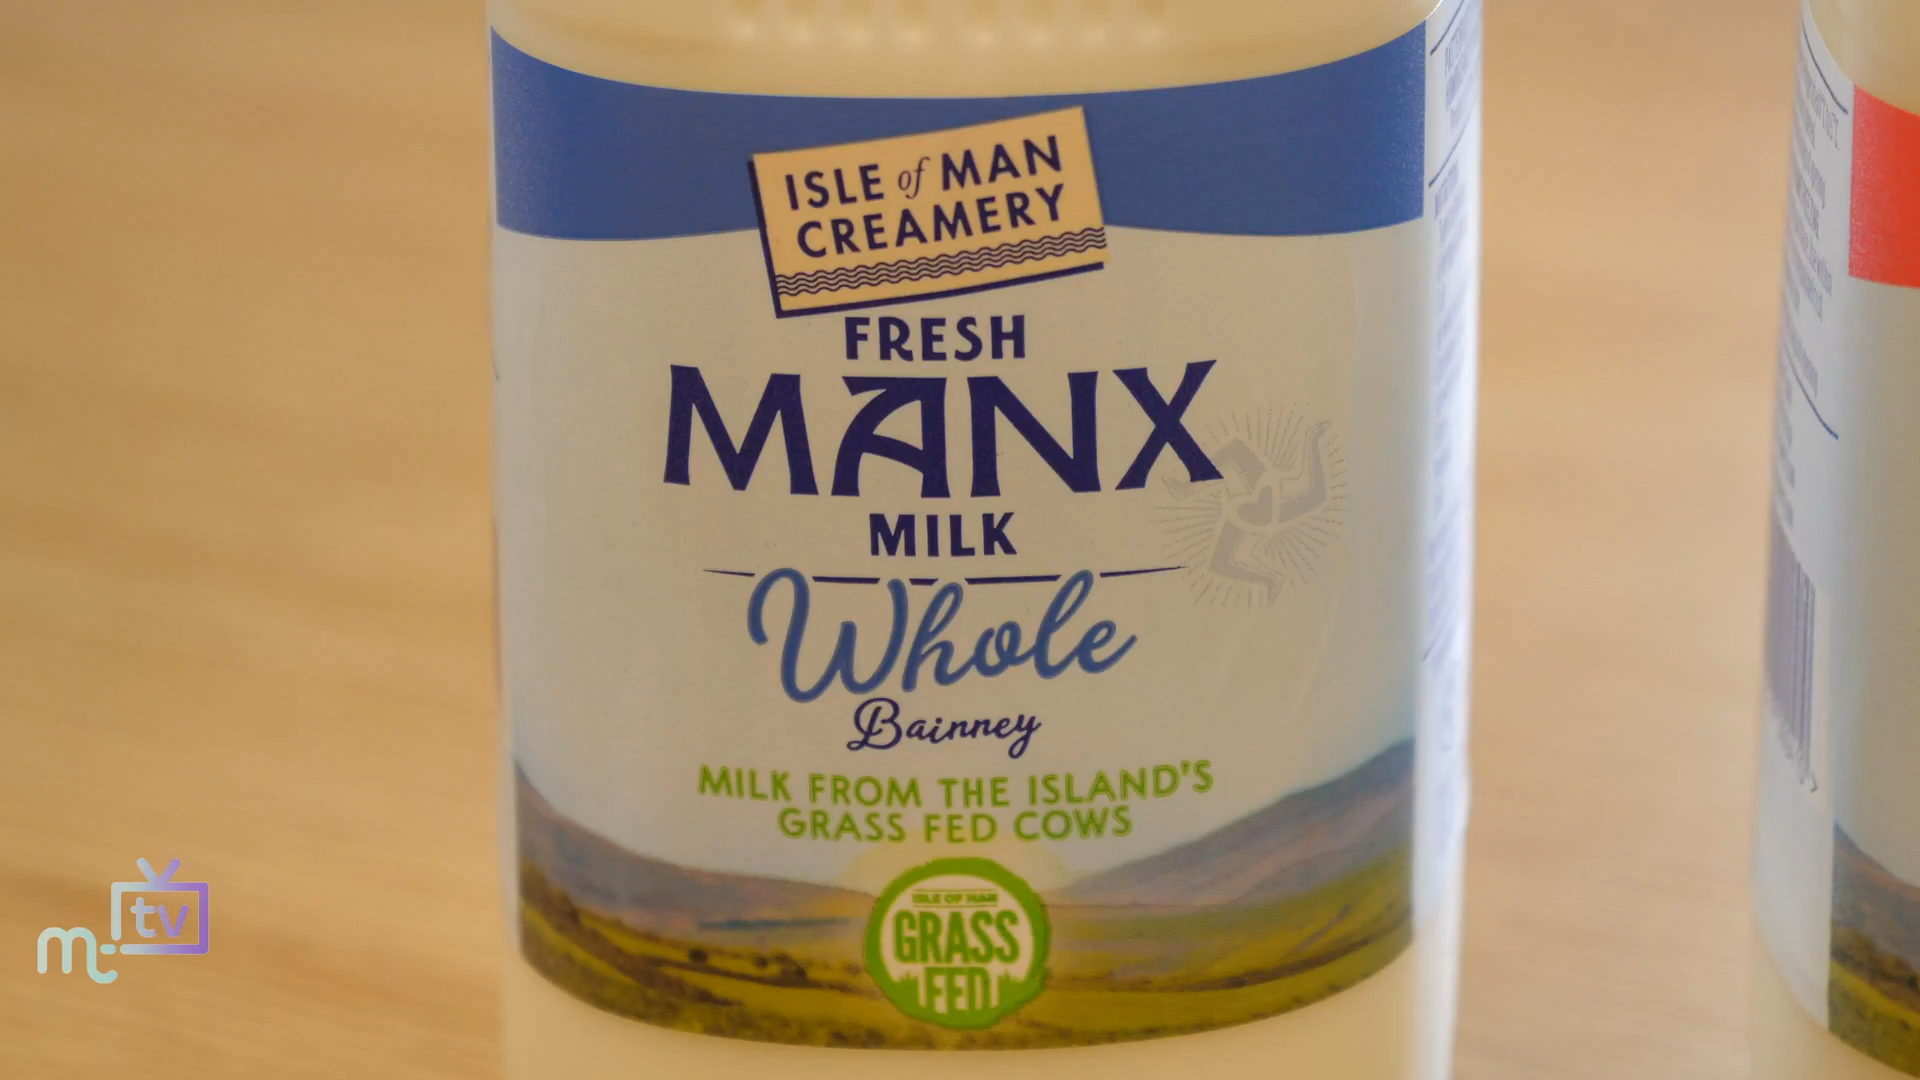 ISLE of MAN
CREAMERY
FRESH
MANX
MILK
Whole
Bainney
MILK FROM THE ISLAND'S
GRASS FED COWS
ISLE OF MAN
GRASS
FED
m tv